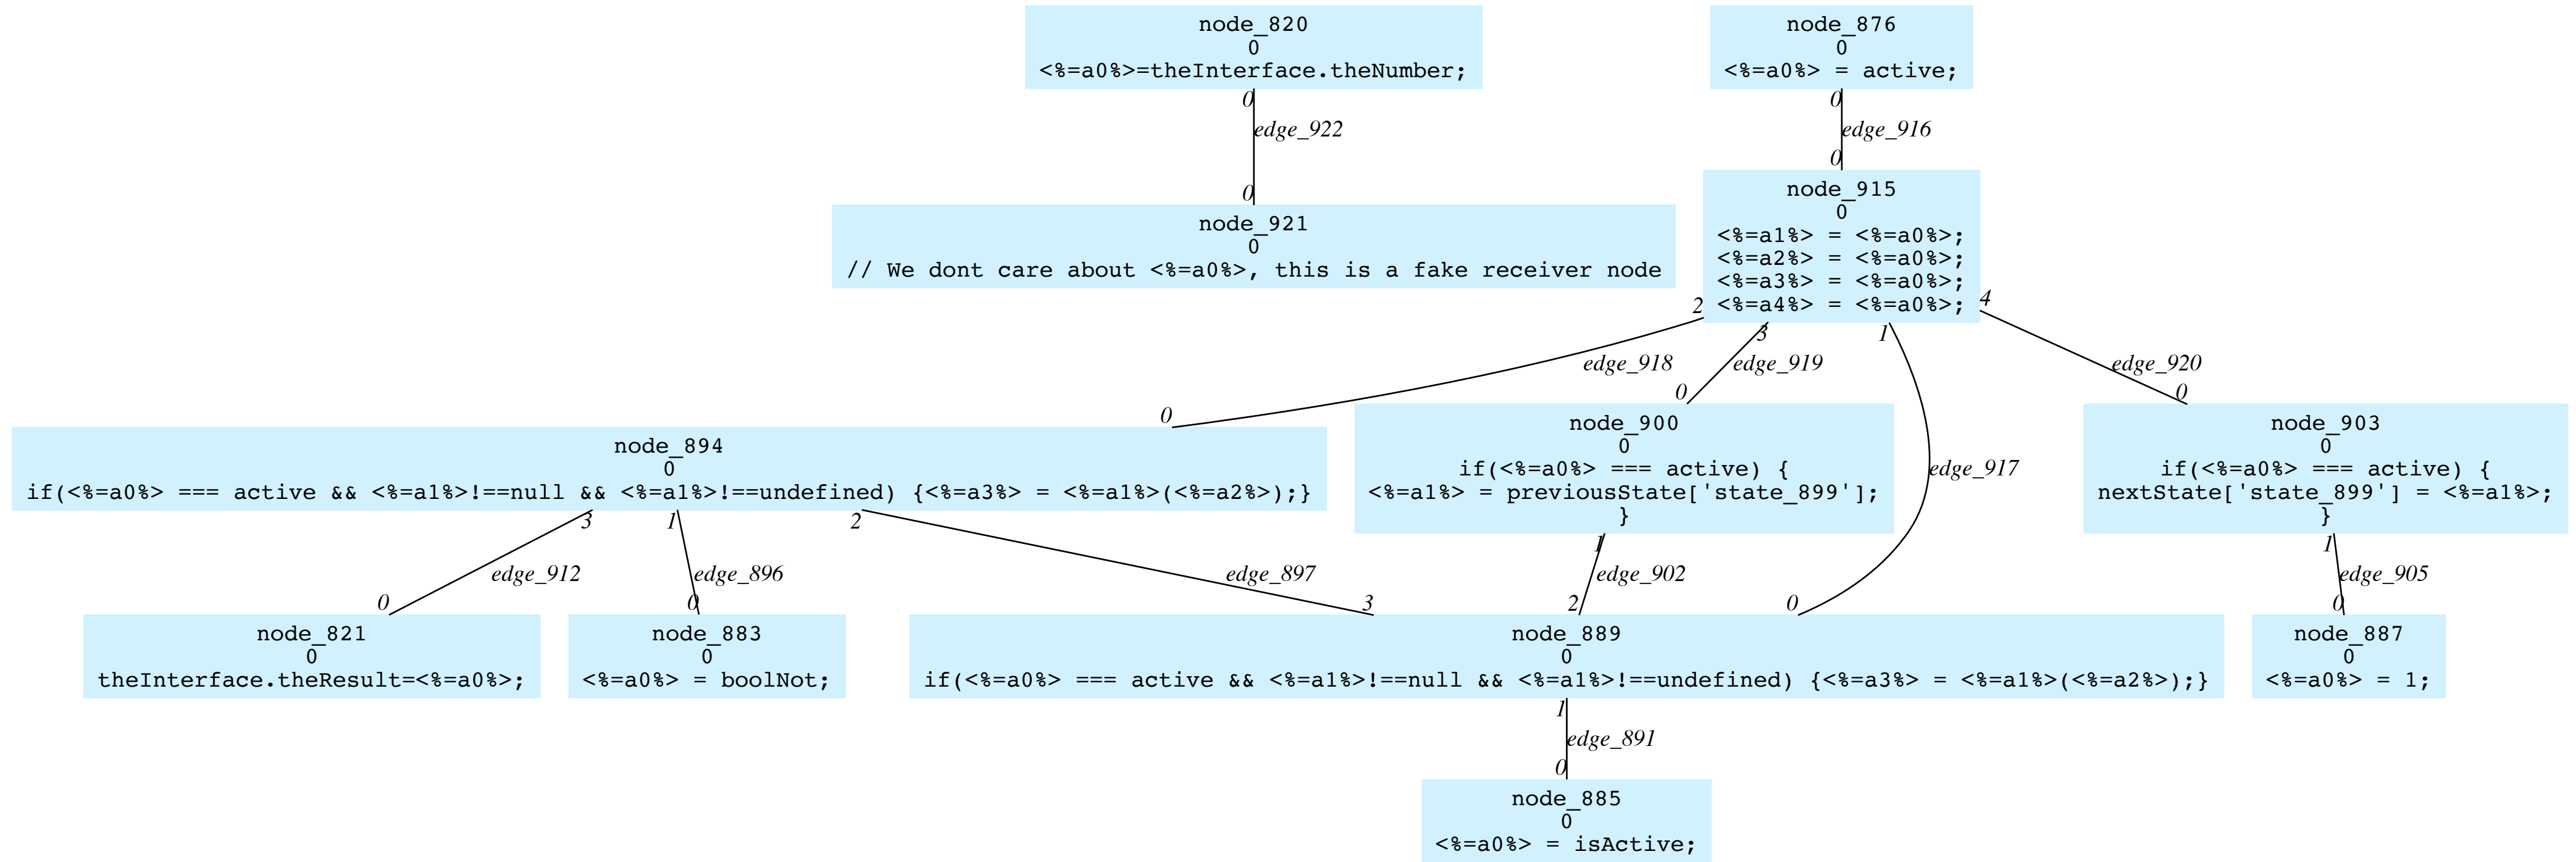 node_820
0
<%=a0%>=theInterface.theNumber;
node_876
0
<%=a0%> = active;
0
edge_922
0
0
edge_916
0
node_921
0
// We dont care about <%=a0%>, this is a fake receiver node
node_915
0
<%=a1%> = <%=a0%>;
<%=a2%> = <%=a0%>;
<%=a3%> = <%=a0%>;
<%=a4%> = <%=a0%>;
2
3
1
4
edge_918
edge_919
edge_917
edge_920
0
0
0
node_894
0
if(<%=a0%> === active && <%=a1%>!==null && <%=a1%>!==undefined) {<%=a3%> = <%=a1%>(<%=a2%>);}
node_900
0
if(<%=a0%> === active) {
<%=a1%> = previousState['state_899'];
}
node_903
0
if(<%=a0%> === active) {
nextState['state_899'] = <%=a1%>;
}
3
1
2
1
1
edge_912
edge_896
edge_897
edge_902
edge_905
0
0
3
2
0
0
node_821
0
theInterface.theResult=<%=a0%>;
node_883
0
<%=a0%> = boolNot;
node_889
0
if(<%=a0%> === active && <%=a1%>!==null && <%=a1%>!==undefined) {<%=a3%> = <%=a1%>(<%=a2%>);}
node_887
0
<%=a0%> = 1;
1
edge_891
0
node_885
0
<%=a0%> = isActive;